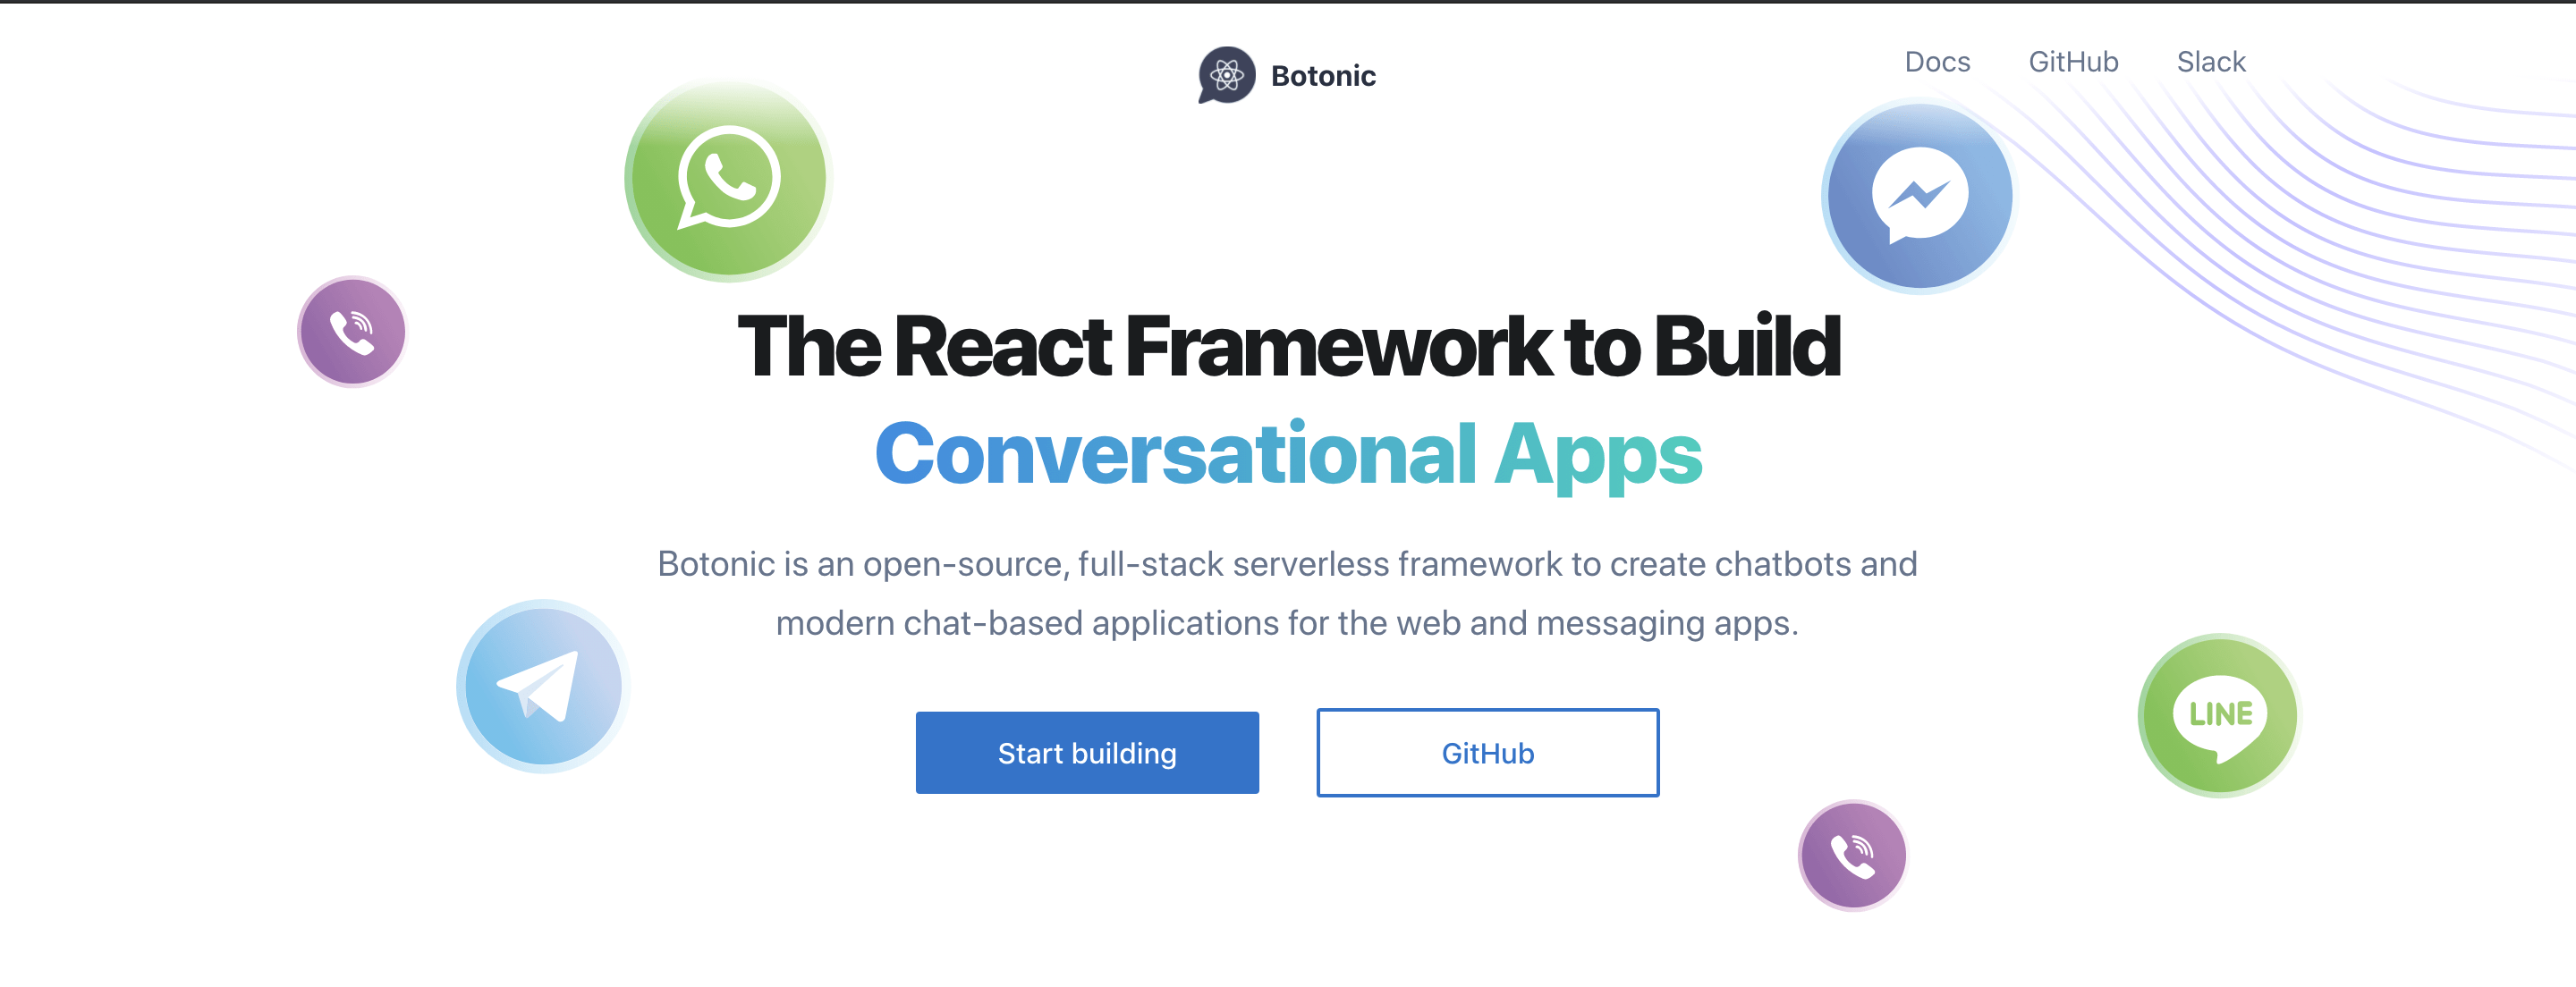 Botonic
Docs GitHub Slack
The React Framework to Build
Conversational Apps
Botonic is an open-source, full-stack serverless framework to create chatbots and
modern chat-based applications for the web and messaging apps.
Start building
GitHub
LINE